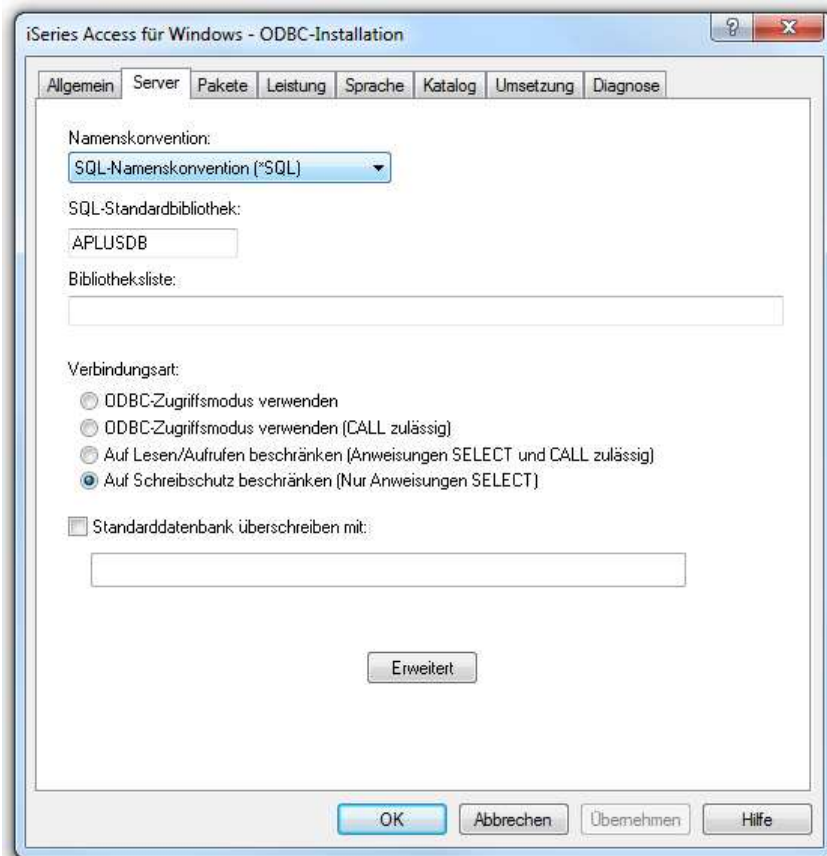 iSeries Access für Windows - ODBC-Installation
Allgemein Server Pakete Leistung Sprache Katalog Umsetzung Diagnose
Namenskonvention:
SQL-Namenskonvention (*SQL)
SQL-Standardbibliothek:
APLUSDB
Bibliotheksliste:
Verbindungsart:
ODBC-Zugriffsmodus verwenden
ODBC-Zugriffsmodus verwenden (CALL zulässig)
Auf Lesen/Aufrufen beschränken (Anweisungen SELECT und CALL zulässig)
Auf Schreibschutz beschränken (Nur Anweisungen SELECT)
Standarddatenbank überschreiben mit:
Erweitert
OK Abbrechen Übernehmen Hilfe